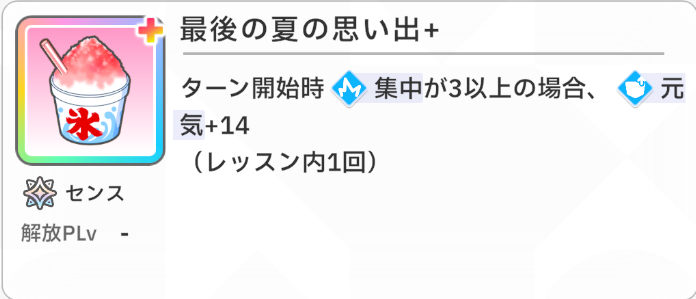 最後の夏の思い出+
ターン開始時 集中が3以上の場合、 元
気+14
（レッスン内1回）
氷
センス
解放PLv -